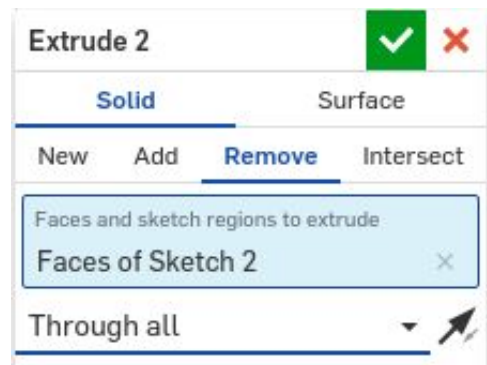 Extrude 2
Solid Surface
New Add Remove Intersect
Faces and sketch regions to extrude
Faces of Sketch 2
Through all